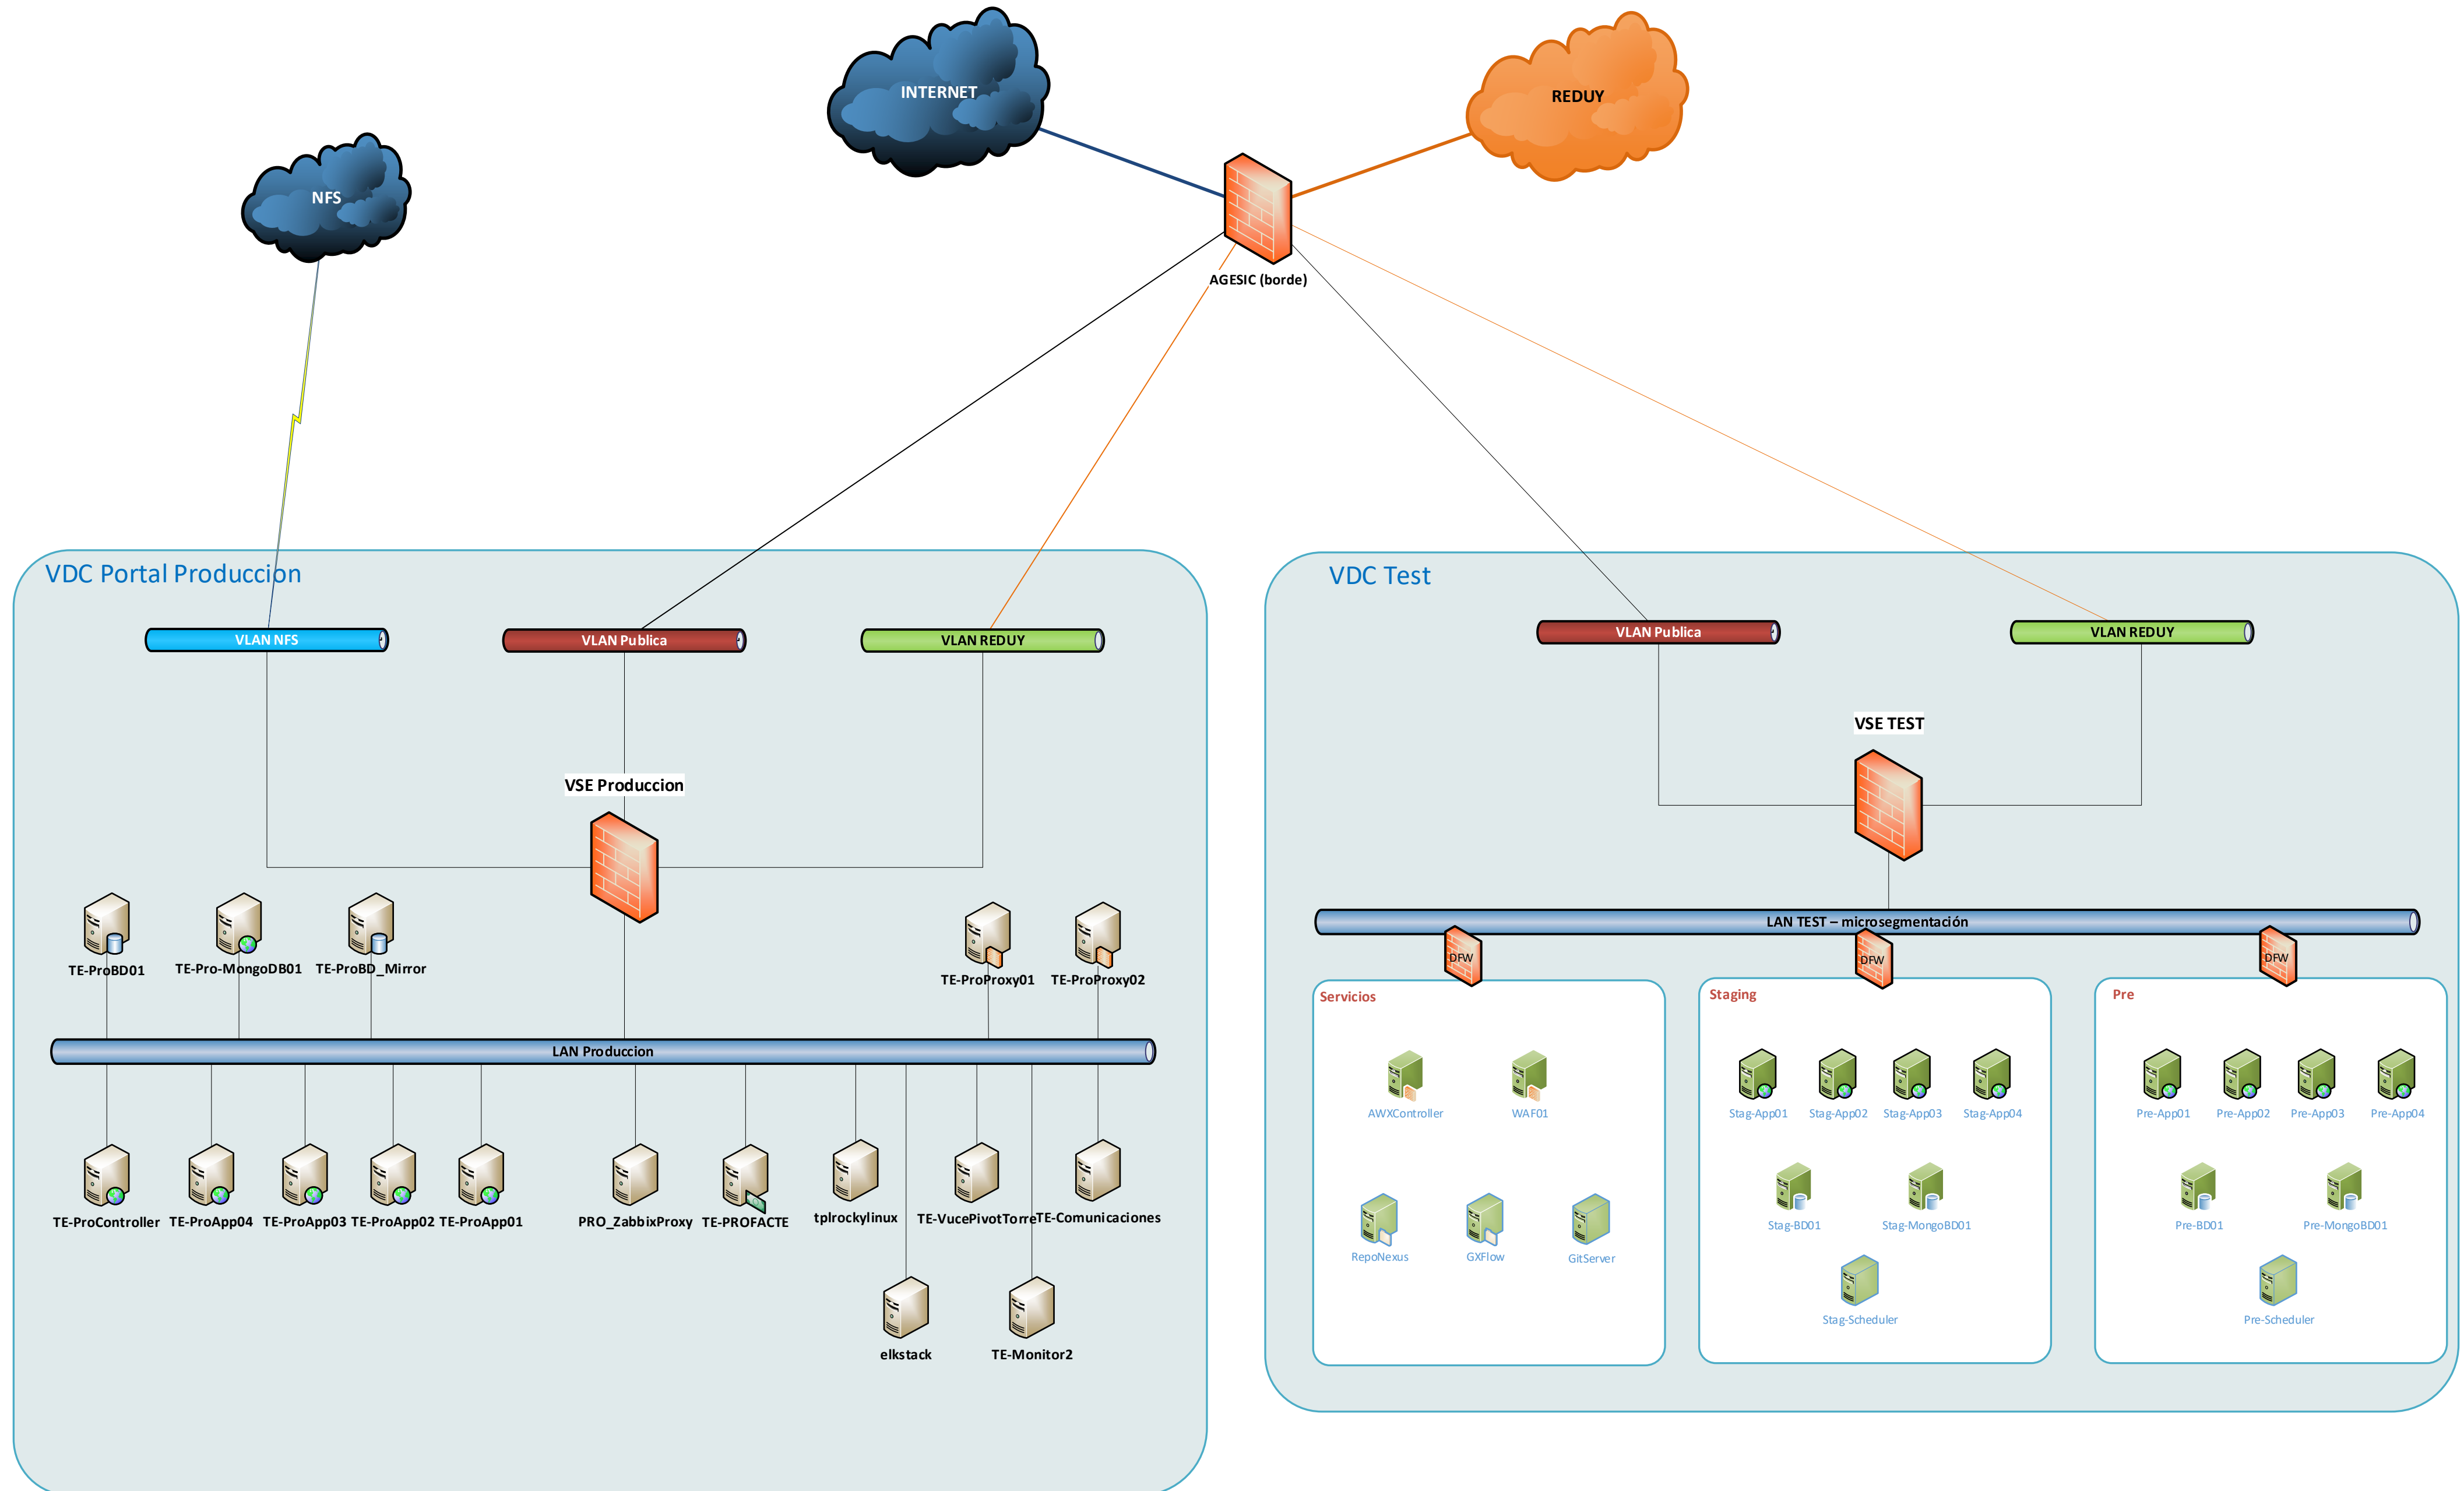 INTERNET
REDUY
NFS
AGESIC (borde)
VDC Portal Produccion
VLAN NFS
VLAN Publica
VLAN REDUY
VSE Produccion
TE-ProBD01
TE-Pro-MongoDB01
TE-ProBD_Mirror
TE-ProProxy01
TE-ProProxy02
LAN Produccion
TE-ProController
TE-ProApp04
TE-ProApp03
TE-ProApp02
TE-ProApp01
PRO_ZabbixProxy
TE-PROFACTE
tplrockylinux
TE-VucePivotTorre
TE-Comunicaciones
elkstack
TE-Monitor2
VDC Test
VLAN Publica
VLAN REDUY
VSE TEST
LAN TEST – microsegmentación
DFW
DFW
DFW
Servicios
AWXController
WAF01
RepoNexus
GXFlow
GitServer
Staging
Stag-App01
Stag-App02
Stag-App03
Stag-App04
Stag-BD01
Stag-MongoBD01
Stag-Scheduler
Pre
Pre-App01
Pre-App02
Pre-App03
Pre-App04
Pre-BD01
Pre-MongoBD01
Pre-Scheduler